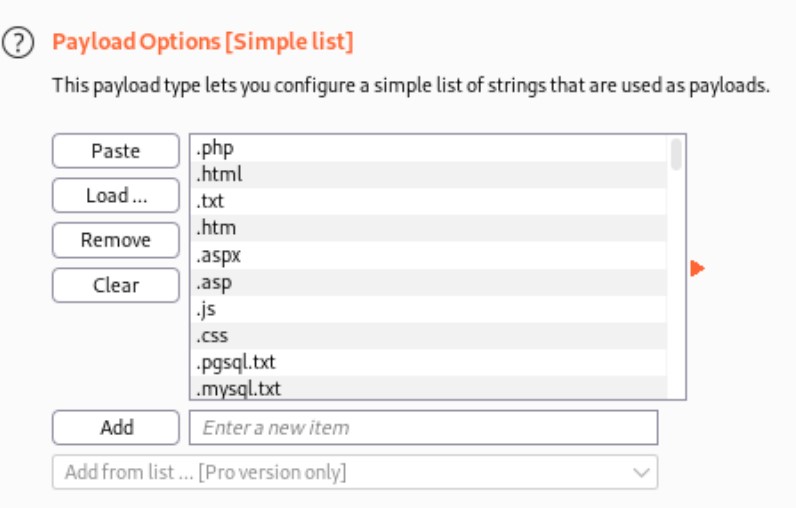 ?
Payload Options [Simple list]
This payload type lets you configure a simple list of strings that are used as payloads.
Paste
Load ...
Remove
Clear
.php
.html
.txt
.htm
.aspx
.asp
.js
.css
.pgsql.txt
.mysql.txt
Add
Enter a new item
Add from list ... [Pro version only]